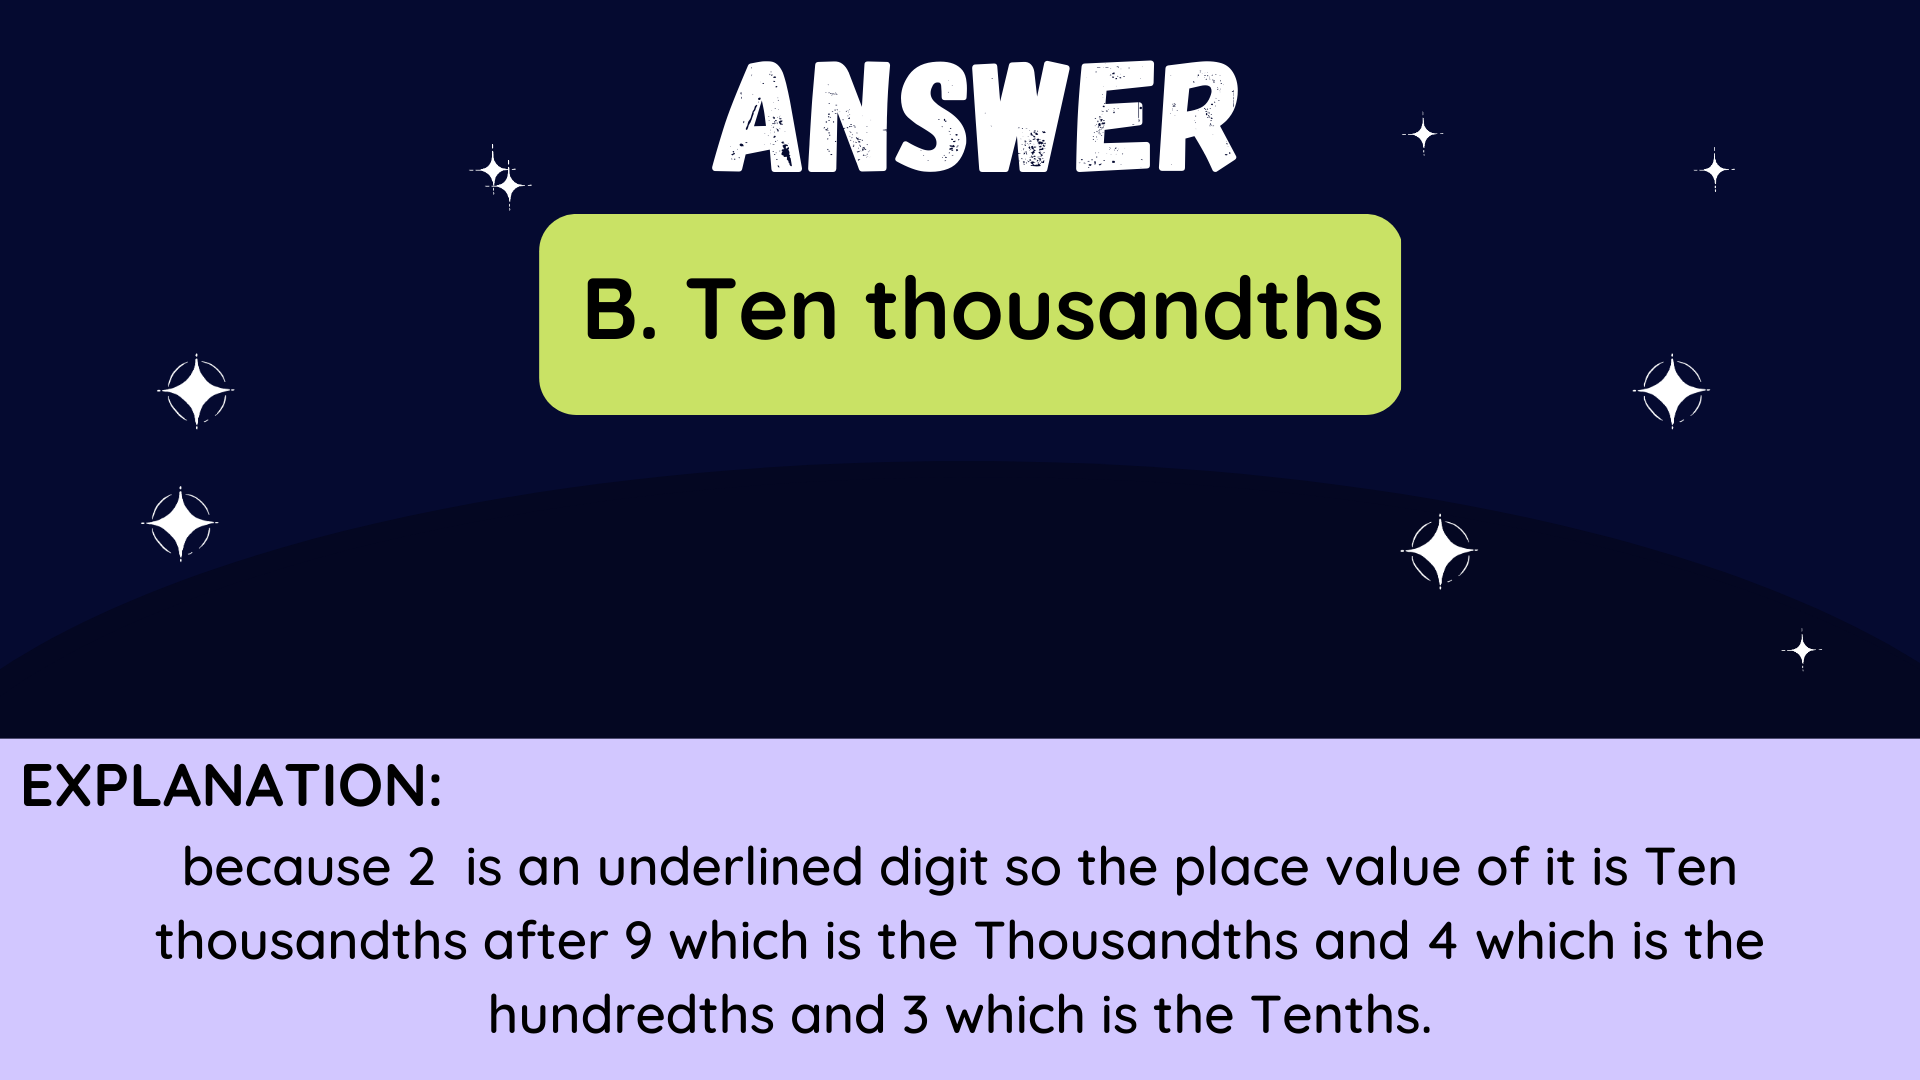 ANSWER
B. Ten thousandths
EXPLANATION:
because 2 is an underlined digit so the place value of it is Ten
thousandths after 9 which is the Thousandths and 4 which is the
hundredths and 3 which is the Tenths.